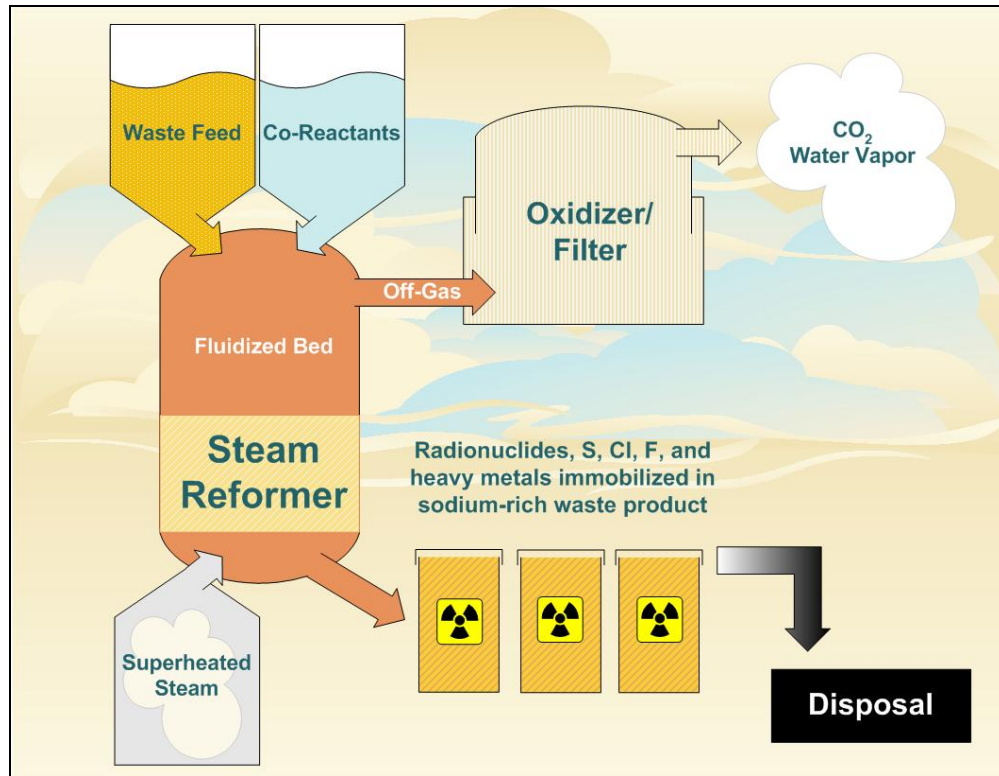 Waste Feed
Co-Reactants
CO₂
Water Vapor
Oxidizer/
Filter
Off-Gas
Fluidized Bed
Steam
Reformer
Radionuclides, S, Cl, F, and
heavy metals immobilized in
sodium-rich waste product
Superheated
Steam
Disposal